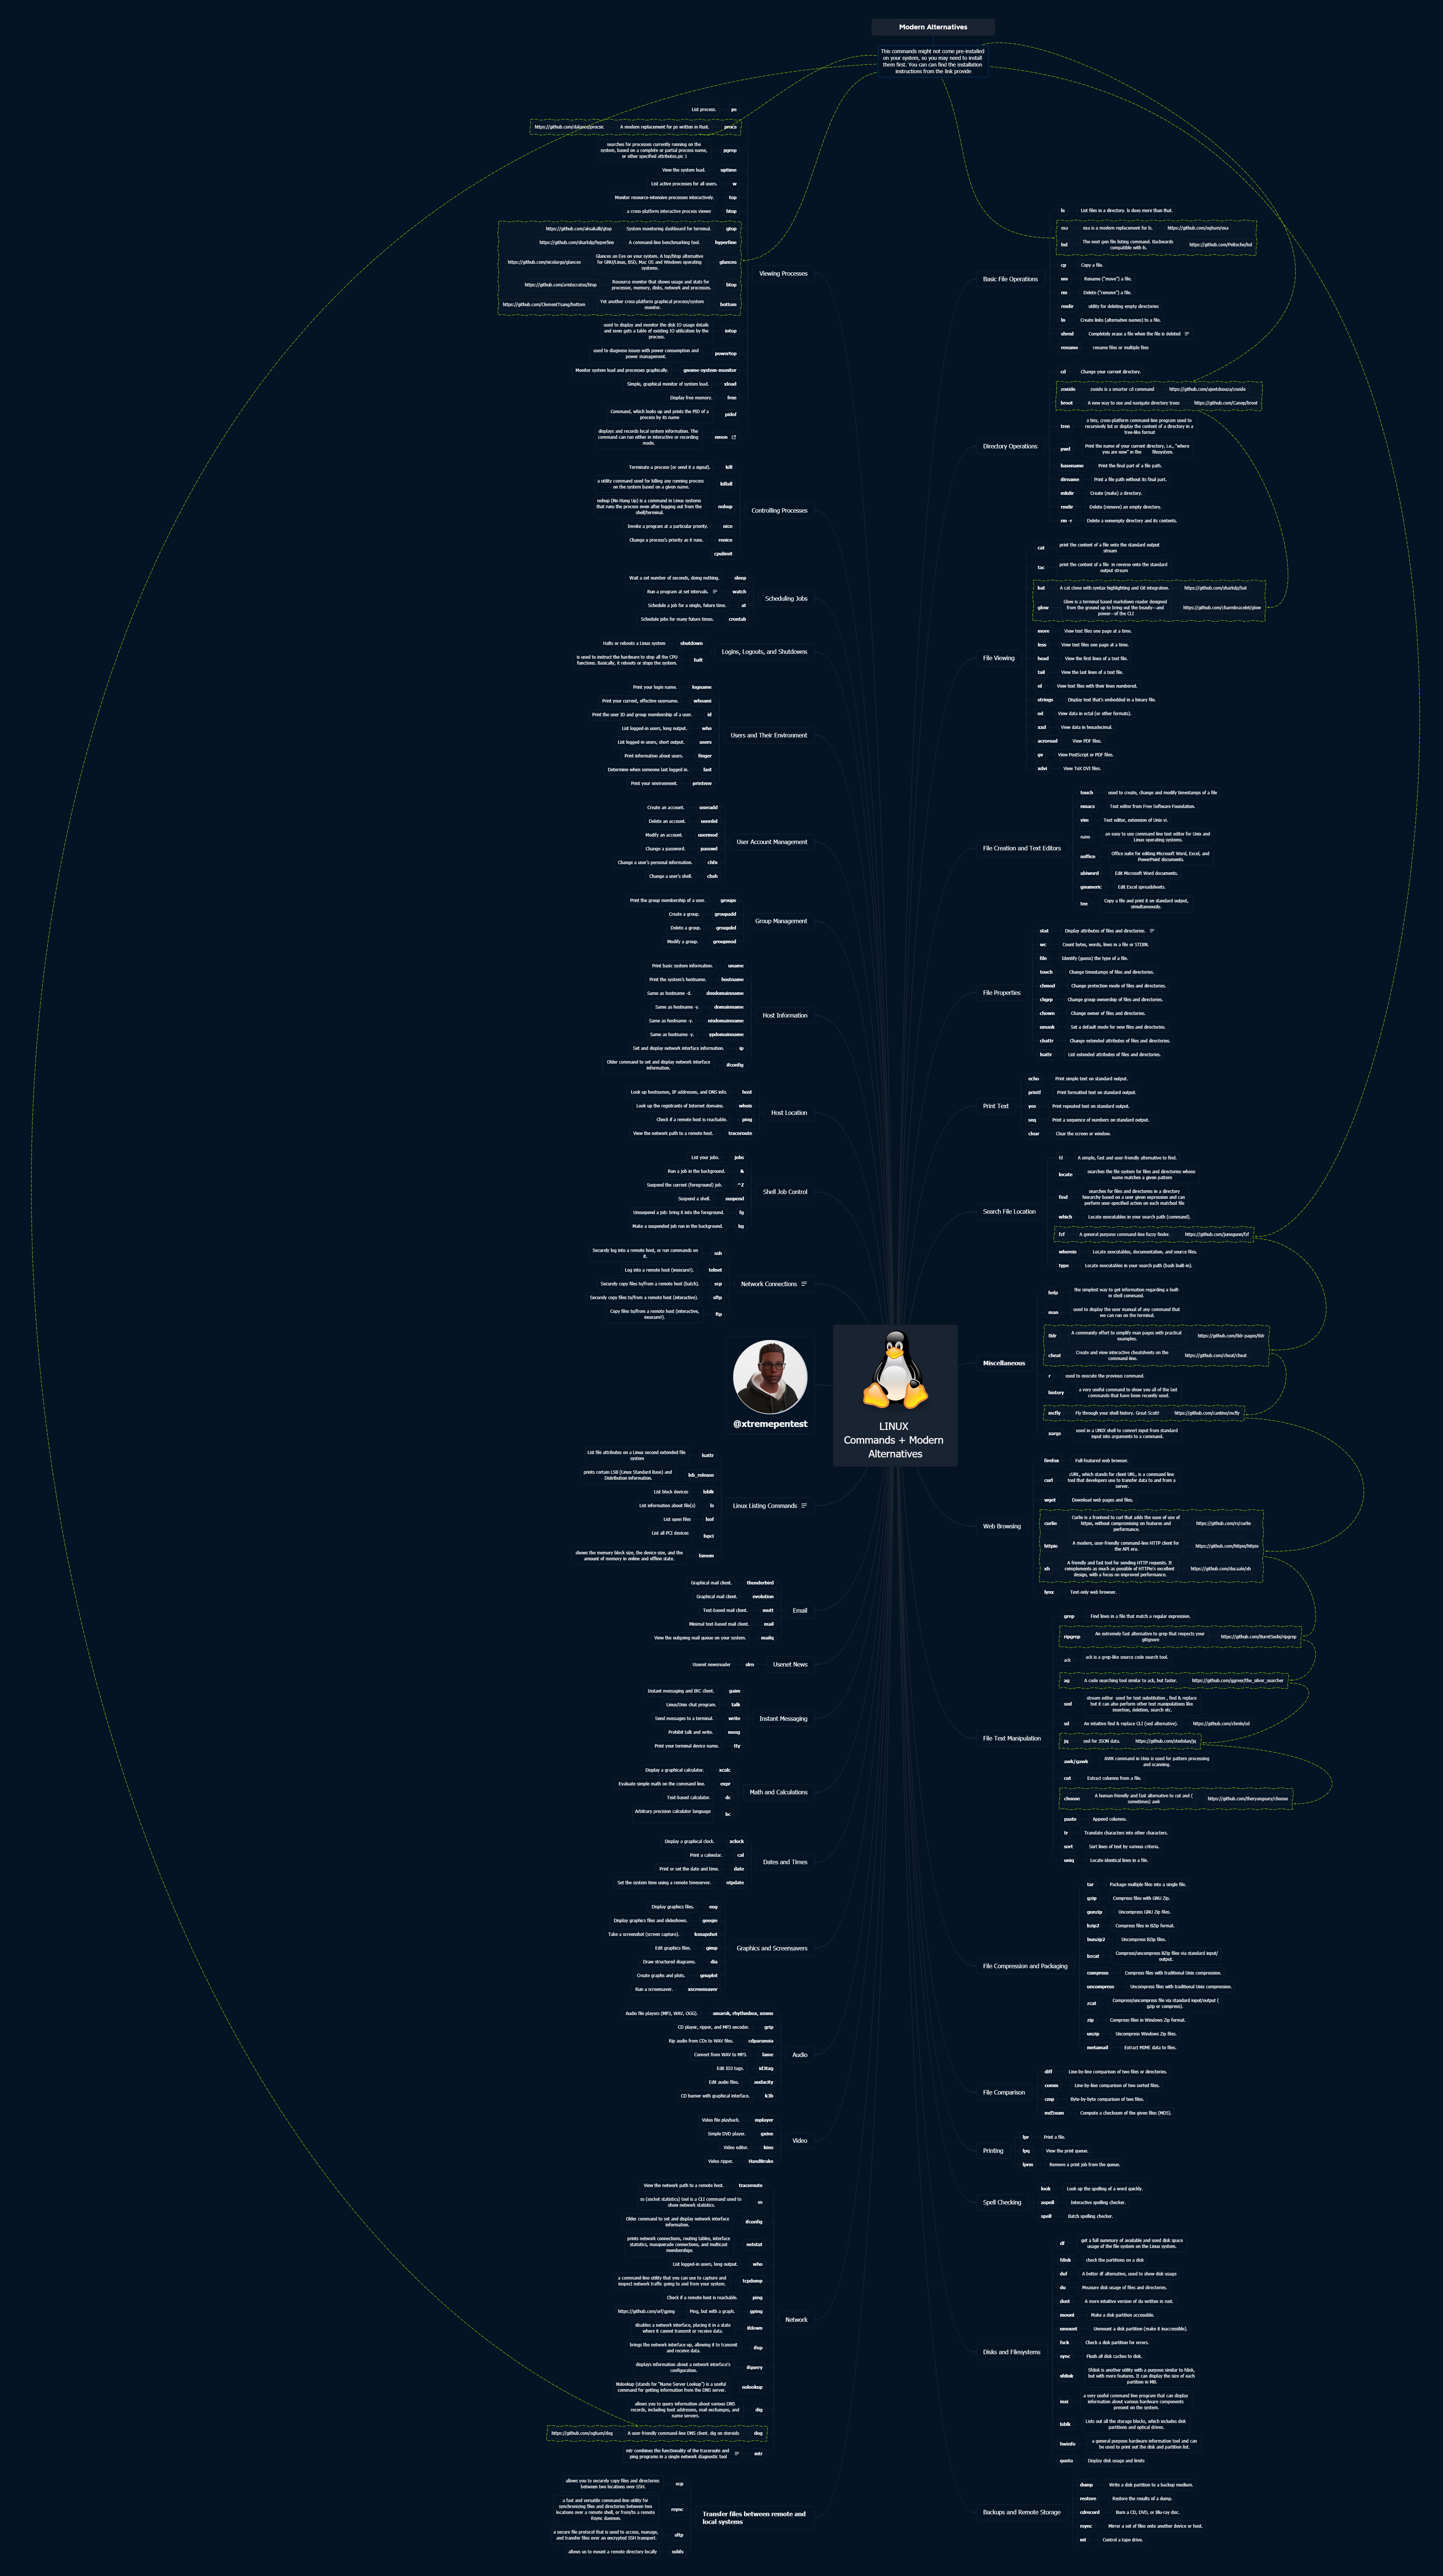 Modern Alternatives
This commands might not come pre-installed
on your system, so you may need to install
them first. You can can find the installation
instructions from the link provide
List process. ps
https://github.com/dalance/procsic A modern replacement for ps written in Rust. procs
searches for processes currently running on the
system, based on a complete or partial process name,
or other specified attributes.pic 1
pgrep
View the system load. uptime
List active processes for all users. w
Monitor resource-intensive processes interactively. top
a cross-platform interactive process viewer htop
https://github.com/aksakalli/gtop System monitoring dashboard for terminal. gtop
https://github.com/sharkdp/hyperfine A command-line benchmarking tool. hyperfine
Glances an Eye on your system. A top/htop alternative
https://github.com/nicolargo/glances for GNU/Linux, BSD, Mac OS and Windows operating glances
systems.
https://github.com/aristocratos/btop Resource monitor that shows usage and stats for
processor, memory, disks, network and processes. btop
https://github.com/ClementTsang/bottom Yet another cross-platform graphical process/system
monitor. bottom
used to display and monitor the disk IO usage details
and even gets a table of existing IO utilization by the
process.
iotop
used to diagnose issues with power consumption and
power management.
powertop
Monitor system load and processes graphically. gnome-system-monitor
Simple, graphical monitor of system load. xload
Display free memory. free
Command, which looks up and prints the PID of a
process by its name
pidof
displays and records local system information. The
command can run either in interactive or recording
mode.
nmon
Viewing Processes
Terminate a process (or send it a signal). kill
a utility command used for killing any running process
on the system based on a given name.
killall
nohup (No Hang Up) is a command in Linux systems
that runs the process even after logging out from the
shell/terminal.
nohup
Invoke a program at a particular priority. nice
Change a process's priority as it runs. renice
cpulimit
Controlling Processes
Wait a set number of seconds, doing nothing. sleep
Run a program at set intervals. watch
Schedule a job for a single, future time. at
Schedule jobs for many future times. crontab
Scheduling Jobs
Halts or reboots a Linux system shutdown
is used to instruct the hardware to stop all the CPU
functions. Basically, it reboots or stops the system.
halt
Logins, Logouts, and Shutdowns
Print your login name. logname
Print your current, effective username. whoami
Print the user ID and group membership of a user. id
List logged-in users, long output. who
List logged-in users, short output. users
Print information about users. finger
Determine when someone last logged in. last
Print your environment. printenv
Users and Their Environment
Create an account. useradd
Delete an account. userdel
Modify an account. usermod
Change a password. passwd
Change a user's personal information. chfn
Change a user's shell. chsh
User Account Management
Print the group membership of a user. groups
Create a group. groupadd
Delete a group. groupdel
Modify a group. groupmod
Group Management
Print basic system information. uname
Print the system's hostname. hostname
Same as hostname -d. dnsdomainname
Same as hostname -y. domainname
Same as hostname -y. nisdomainname
Same as hostname -y. ypdomainname
Set and display network interface information. ip
Older command to set and display network interface
information.
ifconfig
Host Information
Look up hostnames, IP addresses, and DNS info. host
Look up the registrants of Internet domains. whois
Check if a remote host is reachable. ping
View the network path to a remote host. traceroute
Host Location
List your jobs. jobs
Run a job in the background. &
Suspend the current (foreground) job. ^Z
Suspend a shell. suspend
Unsuspend a job: bring it into the foreground. fg
Make a suspended job run in the background. bg
Shell Job Control
Securely log into a remote host, or run commands on
it.
ssh
Log into a remote host (insecure!). telnet
Securely copy files to/from a remote host (batch). scp
Securely copy files to/from a remote host (interactive). sftp
Copy files to/from a remote host (interactive,
insecure!).
ftp
Network Connections
@xtremepentest
LINUX
Commands + Modern
Alternatives
List file attributes on a Linux second extended file
system
lsattr
prints certain LSB (Linux Standard Base) and
Distribution information.
lsb_release
List block devices lsblk
List information about file(s) ls
List open files lsof
List all PCI devices lspci
shows the memory block size, the device size, and the
amount of memory in online and offline state.
lsmem
Linux Listing Commands
Graphical mail client. thunderbird
Graphical mail client. evolution
Text-based mail client. mutt
Minimal text-based mail client. mail
View the outgoing mail queue on your system. mailq
Email
Usenet newsreader slrn Usenet News
Instant messaging and IRC client. gaim
Linux/Unix chat program. talk
Send messages to a terminal. write
Prohibit talk and write. mesg
Print your terminal device name. tty
Instant Messaging
Display a graphical calculator. xcalc
Evaluate simple math on the command line. expr
Text-based calculator. dc
Arbitrary precision calculator language bc
Math and Calculations
Display a graphical clock. xclock
Print a calendar. cal
Print or set the date and time. date
Set the system time using a remote timeserver. ntpdate
Dates and Times
Display graphics files. eog
Display graphics files and slideshows. geeqie
Take a screenshot (screen capture). ksnapshot
Edit graphics files. gimp
Draw structured diagrams. dia
Create graphs and plots. gnuplot
Run a screensaver. xscreensaver
Graphics and Screensavers
Audio file players (MP3, WAV, OGG). amarok, rhythmbox, xmms
CD player, ripper, and MP3 encoder. grip
Rip audio from CDs to WAV files. cdparanoia
Convert from WAV to MP3. lame
Edit ID3 tags. id3tag
Edit audio files. audacity
CD burner with graphical interface. k3b
Audio
Video file playback. mplayer
Simple DVD player. gxine
Video editor. kino
Video ripper. HandBrake
Video
View the network path to a remote host. traceroute
ss (socket statistics) tool is a CLI command used to
show network statistics.
ss
Older command to set and display network interface
information.
ifconfig
prints network connections, routing tables, interface
statistics, masquerade connections, and multicast
memberships
netstat
List logged-in users, long output. who
a command-line utility that you can use to capture and
inspect network traffic going to and from your system.
tcpdump
Check if a remote host is reachable. ping
https://github.com/orf/gping Ping, but with a graph. gping
disables a network interface, placing it in a state
where it cannot transmit or receive data.
ifdown
brings the network interface up, allowing it to transmit
and receive data.
ifup
displays information about a network interface's
configuration.
ifquery
Nslookup (stands for "Name Server Lookup") is a useful
command for getting information from the DNS server.
nslookup
allows you to query information about various DNS
records, including host addresses, mail exchanges, and
name servers.
dig
https://github.com/ogham/dog A user-friendly command-line DNS client. dig on steroids dog
mtr combines the functionality of the traceroute and
ping programs in a single network diagnostic tool
mtr
Network
allows you to securely copy files and directories
between two locations over SSH.
scp
a fast and versatile command-line utility for
synchronizing files and directories between two
locations over a remote shell, or from/to a remote
Rsync daemon.
rsync
a secure file protocol that is used to access, manage,
and transfer files over an encrypted SSH transport.
sftp
allows us to mount a remote directory locally sshfs
Transfer files between remote and
local systems
Basic File Operations
ls List files in a directory. ls does more than that.
exa exa is a modern replacement for ls. https://github.com/ogham/exa
lsd The next gen file listing command. Backwards
compatible with ls. https://github.com/Peltoche/lsd
cp Copy a file.
mv Rename ("move") a file.
rm Delete ("remove") a file.
rmdir utility for deleting empty directories
ln Create links (alternative names) to a file.
shred Completely erase a file when the file is deleted
rename rename files or multiple files
Directory Operations
cd Change your current directory.
zoxide zoxide is a smarter cd command https://github.com/ajeetdsouza/zoxide
broot A new way to see and navigate directory trees https://github.com/Canop/broot
tree
a tiny, cross-platform command-line program used to
recursively list or display the content of a directory in a
tree-like format
pwd
Print the name of your current directory, i.e., "where
you are now" in the filesystem.
basename Print the final part of a file path.
dirname Print a file path without its final part.
mkdir Create (make) a directory.
rmdir Delete (remove) an empty directory.
rm -r Delete a nonempty directory and its contents.
File Viewing
cat
print the content of a file onto the standard output
stream
tac
print the content of a file in reverse onto the standard
output stream
bat A cat clone with syntax highlighting and Git integration. https://github.com/sharkdp/bat
Glow is a terminal based markdown reader designed
glow from the ground up to bring out the beauty—and https://github.com/charmbracelet/glow
power—of the CLI
more View text files one page at a time.
less View text files one page at a time.
head View the first lines of a text file.
tail View the last lines of a text file.
nl View text files with their lines numbered.
strings Display text that's embedded in a binary file.
od View data in octal (or other formats).
xxd View data in hexadecimal.
acroread View PDF files.
gv View PostScript or PDF files.
xdvi View TeX DVI files.
File Creation and Text Editors
touch used to create, change and modify timestamps of a file
emacs Text editor from Free Software Foundation.
vim Text editor, extension of Unix vi.
nano
an easy to use command line text editor for Unix and
Linux operating systems.
soffice
Office suite for editing Microsoft Word, Excel, and
PowerPoint documents.
abiword Edit Microsoft Word documents.
gnumeric Edit Excel spreadsheets.
tee
Copy a file and print it on standard output,
simultaneously.
File Properties
stat Display attributes of files and directories.
wc Count bytes, words, lines in a file or STDIN.
file Identify (guess) the type of a file.
touch Change timestamps of files and directories.
chmod Change protection mode of files and directories.
chgrp Change group ownership of files and directories.
chown Change owner of files and directories.
umask Set a default mode for new files and directories.
chattr Change extended attributes of files and directories.
lsattr List extended attributes of files and directories.
Print Text
echo Print simple text on standard output.
printf Print formatted text on standard output.
yes Print repeated text on standard output.
seq Print a sequence of numbers on standard output.
clear Clear the screen or window.
Search File Location
fd A simple, fast and user-friendly alternative to find.
locate
searches the file system for files and directories whose
name matches a given pattern
find
searches for files and directories in a directory
hierarchy based on a user given expression and can
perform user-specified action on each matched file
which Locate executables in your search path (command).
fzf A general purpose command-line fuzzy finder. https://github.com/junegunn/fzf
whereis Locate executables, documentation, and source files.
type Locate executables in your search path (bash built-in).
Miscellaneous
help
the simplest way to get information regarding a built-
in shell command.
man
used to display the user manual of any command that
we can run on the terminal.
tldr A community effort to simplify man pages with practical
examples. https://github.com/tldr-pages/tldr
cheat Create and view interactive cheatsheets on the
command-line. https://github.com/cheat/cheat
r used to execute the previous command.
history
a very useful command to show you all of the last
commands that have been recently used.
mcfly Fly through your shell history. Great Scott! https://github.com/cantino/mcfly
xargs
used in a UNIX shell to convert input from standard
input into arguments to a command.
Web Browsing
firefox Full-featured web browser.
curl
cURL, which stands for client URL, is a command line
tool that developers use to transfer data to and from a
server.
wget Download web pages and files.
Curlie is a frontend to curl that adds the ease of use of
curlie httpie, without compromising on features and https://github.com/rs/curlie
performance.
httpie A modern, user-friendly command-line HTTP client for
the API era. https://github.com/httpie/httpie
A friendly and fast tool for sending HTTP requests. It
xh reimplements as much as possible of HTTPie's excellent https://github.com/ducaale/xh
design, with a focus on improved performance.
lynx Text-only web browser.
File Text Manipulation
grep Find lines in a file that match a regular expression.
ripgrep An extremely fast alternative to grep that respects your
gitignore https://github.com/BurntSushi/ripgrep
ack ack is a grep-like source code search tool.
ag A code searching tool similar to ack, but faster. https://github.com/ggreer/the_silver_searcher
sed
stream editor used for text substitution , find & replace
but it can also perform other text manipulations like
insertion, deletion, search etc.
sd An intuitive find & replace CLI (sed alternative). https://github.com/chmln/sd
jq sed for JSON data. https://github.com/stedolan/jq
awk/gawk
AWK command in Unix is used for pattern processing
and scanning.
cut Extract columns from a file.
choose A human-friendly and fast alternative to cut and (
sometimes) awk https://github.com/theryangeary/choose
paste Append columns.
tr Translate characters into other characters.
sort Sort lines of text by various criteria.
uniq Locate identical lines in a file.
File Compression and Packaging
tar Package multiple files into a single file.
gzip Compress files with GNU Zip.
gunzip Uncompress GNU Zip files.
bzip2 Compress files in BZip format.
bunzip2 Uncompress BZip files.
bzcat
Compress/uncompress BZip files via standard input/
output.
compress Compress files with traditional Unix compression.
uncompress Uncompress files with traditional Unix compression.
zcat
Compress/uncompress file via standard input/output (
gzip or compress).
zip Compress files in Windows Zip format.
unzip Uncompress Windows Zip files.
metamail Extract MIME data to files.
File Comparison
diff Line-by-line comparison of two files or directories.
comm Line-by-line comparison of two sorted files.
cmp Byte-by-byte comparison of two files.
md5sum Compute a checksum of the given files (MD5).
Printing
lpr Print a file.
lpq View the print queue.
lprm Remove a print job from the queue.
Spell Checking
look Look up the spelling of a word quickly.
aspell Interactive spelling checker.
spell Batch spelling checker.
Disks and Filesystems
df
get a full summary of available and used disk space
usage of the file system on the Linux system.
fdisk check the partitions on a disk
duf A better df alternative, used to show disk usage
du Measure disk usage of files and directories.
dust A more intuitive version of du written in rust.
mount Make a disk partition accessible.
umount Unmount a disk partition (make it inaccessible).
fsck Check a disk partition for errors.
sync Flush all disk caches to disk.
sfdisk
Sfdisk is another utility with a purpose similar to fdisk,
but with more features. It can display the size of each
partition in MB.
inxi
a very useful command line program that can display
information about various hardware components
present on the system.
lsblk
Lists out all the storage blocks, which includes disk
partitions and optical drives.
hwinfo
a general purpose hardware information tool and can
be used to print out the disk and partition list.
quota Display disk usage and limits
Backups and Remote Storage
dump Write a disk partition to a backup medium.
restore Restore the results of a dump.
cdrecord Burn a CD, DVD, or Blu-ray disc.
rsync Mirror a set of files onto another device or host.
mt Control a tape drive.